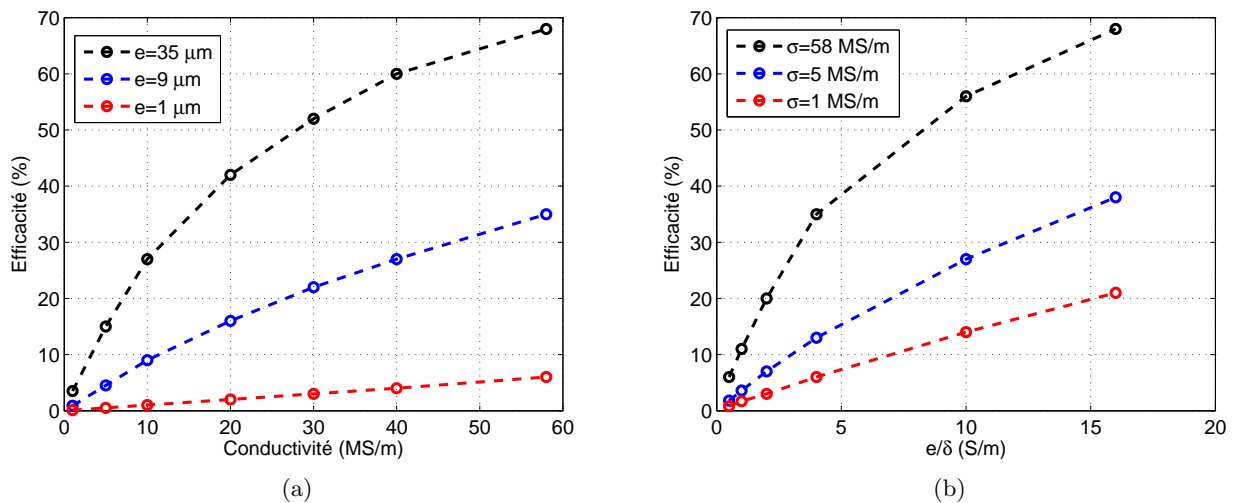 70
60
50
40
30
20
10
0
Efficacité (%)
e=35 μm
e=9 μm
e=1 μm
0 10 20 30 40 50 60
Conductivité (MS/m)
(a)
70
60
50
40
30
20
10
0
Efficacité (%)
σ=58 MS/m
σ=5 MS/m
σ=1 MS/m
0 5 10 15 20
e/δ (S/m)
(b)